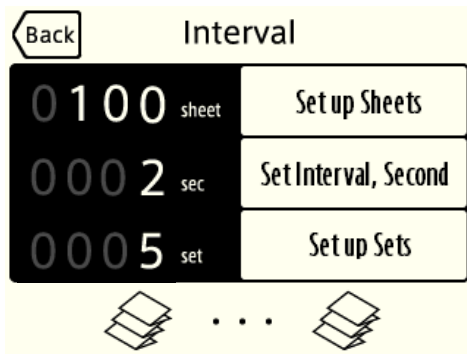 Back Interval
0100 sheet Set up Sheets
0002 sec Set Interval, Second
0005 set Set up Sets